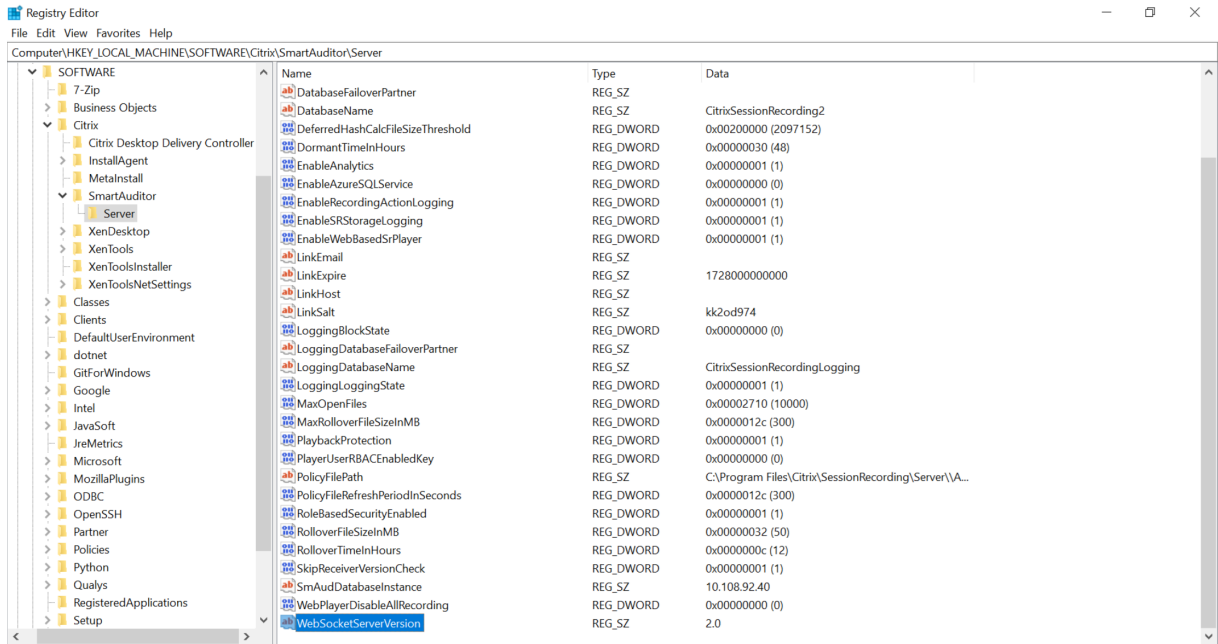 Registry Editor
File Edit View Favorites Help
Computer\HKEY_LOCAL_MACHINE\SOFTWARE\Citrix\SmartAuditor\Server
SOFTWARE
7-Zip
Business Objects
Citrix
Citrix Desktop Delivery Controller
InstallAgent
MetaInstall
SmartAuditor
Server
XenDesktop
XenTools
XenToolsInstaller
XenToolsNetSettings
Classes
Clients
DefaultUserEnvironment
dotnet
GitForWindows
Google
Intel
JavaSoft
JreMetrics
Microsoft
MozillaPlugins
ODBC
OpenSSH
Partner
Policies
Python
Qualys
RegisteredApplications
Setup
Name Type Data
DatabaseFailoverPartner REG_SZ
DatabaseName REG_SZ CitrixSessionRecording2
DeferredHashCalcFileSizeThreshold REG_DWORD 0x00200000 (2097152)
DormantTimeInHours REG_DWORD 0x00000030 (48)
EnableAnalytics REG_DWORD 0x00000001 (1)
EnableAzureSQLService REG_DWORD 0x00000000 (0)
EnableRecordingActionLogging REG_DWORD 0x00000001 (1)
EnableSRStorageLogging REG_DWORD 0x00000001 (1)
EnableWebBasedSrPlayer REG_DWORD 0x00000001 (1)
LinkEmail REG_SZ
LinkExpire REG_SZ 1728000000000
LinkHost REG_SZ
LinkSalt REG_SZ kk2od974
LoggingBlockState REG_DWORD 0x00000000 (0)
LoggingDatabaseFailoverPartner REG_SZ
LoggingDatabaseName REG_SZ CitrixSessionRecordingLogging
LoggingLoggingState REG_DWORD 0x00000001 (1)
MaxOpenFiles REG_DWORD 0x00002710 (10000)
MaxRolloverFileSizeInMB REG_DWORD 0x0000012c (300)
PlaybackProtection REG_DWORD 0x00000001 (1)
PlayerUserRBACEnabledKey REG_DWORD 0x00000000 (0)
PolicyFilePath REG_SZ C:\Program Files\Citrix\SessionRecording\Server\\A...
PolicyFileRefreshPeriodInSeconds REG_DWORD 0x0000012c (300)
RoleBasedSecurityEnabled REG_DWORD 0x00000001 (1)
RolloverFileSizeInMB REG_DWORD 0x00000032 (50)
RolloverTimeInHours REG_DWORD 0x0000000c (12)
SkipReceiverVersionCheck REG_DWORD 0x00000001 (1)
SmAudDatabaseInstance REG_SZ 10.108.92.40
WebPlayerDisableAllRecording REG_DWORD 0x00000000 (0)
WebSocketServerVersion REG_SZ 2.0